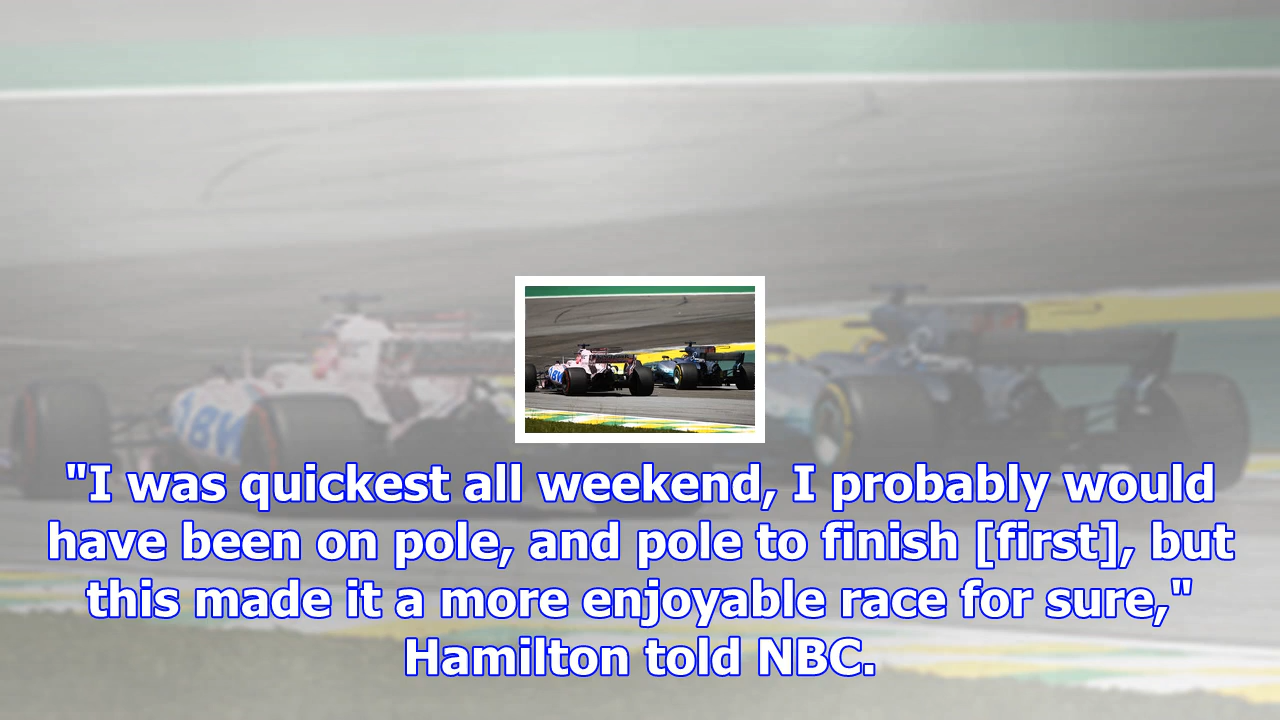 "I was quickest all weekend, I probably would
have been on pole, and pole to finish [first], but
this made it a more enjoyable race for sure,"
Hamilton told NBC.